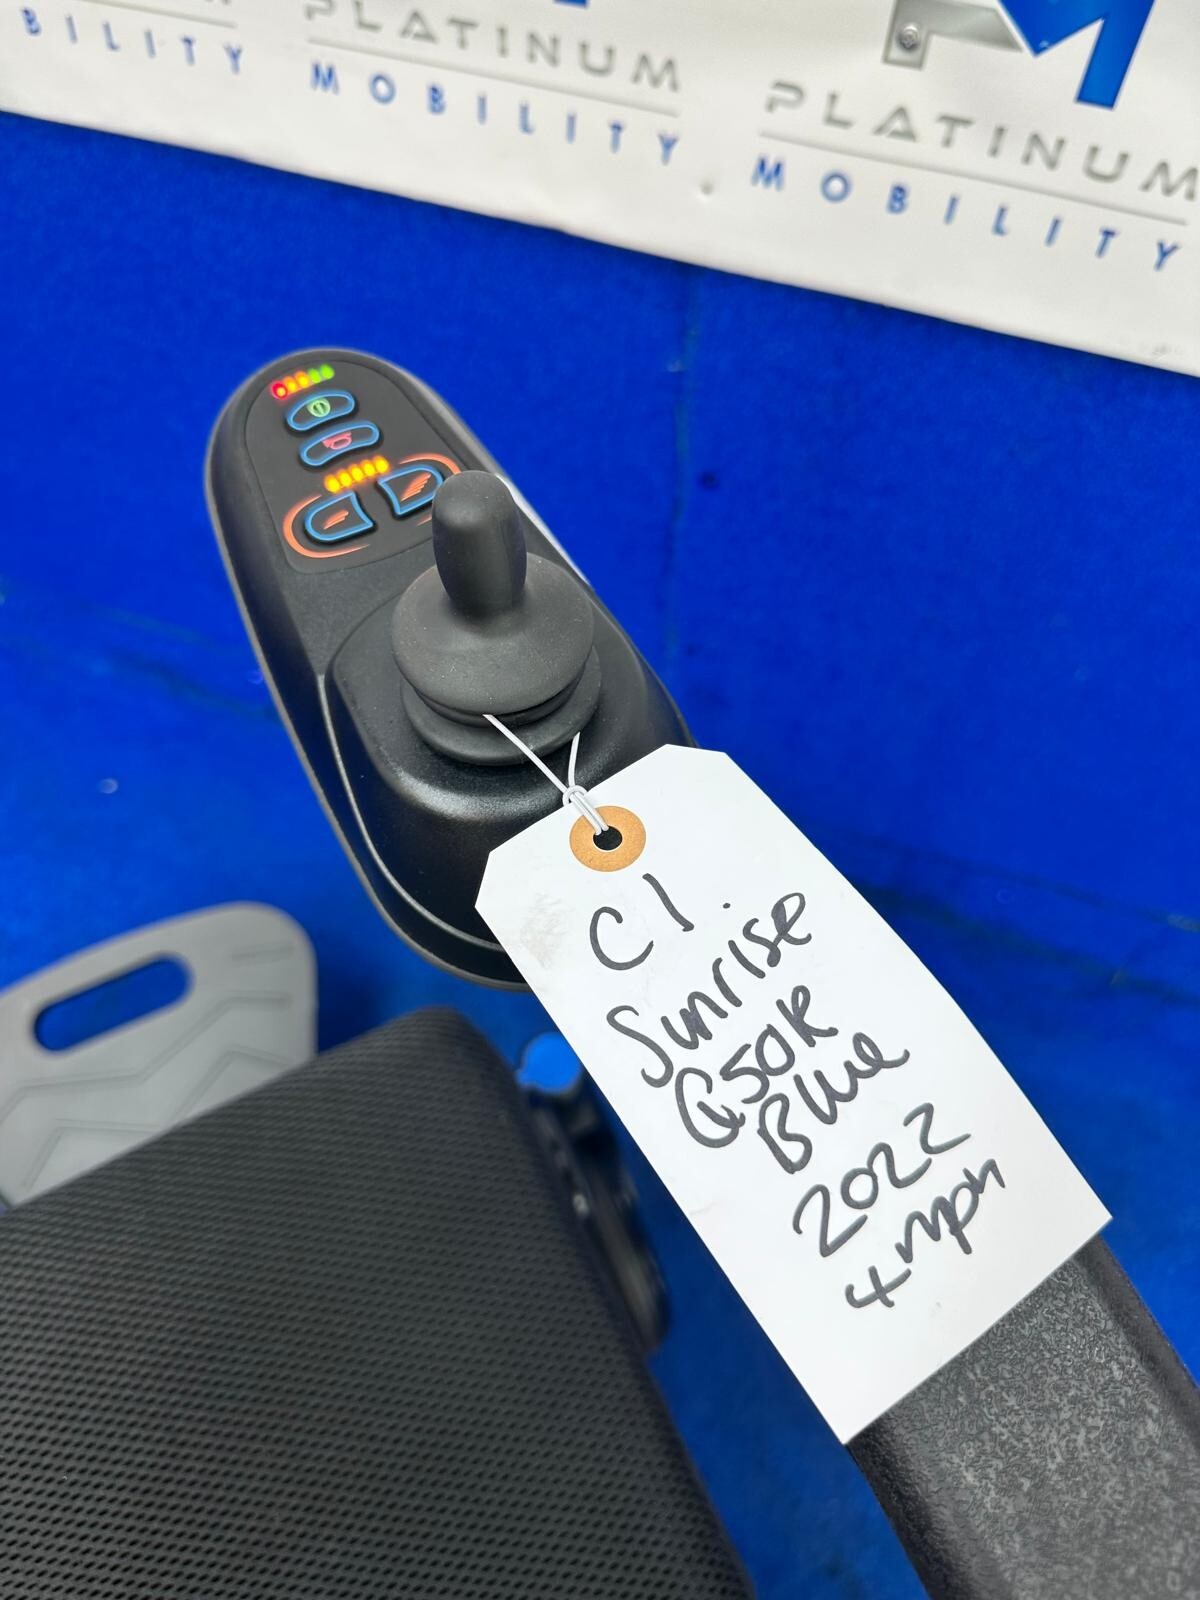 BILITY
PLATINUM
MOBILITY
PLATINUM
MOBILITY
C1.
Sunrise
Q50R
Blue
2022
4mph